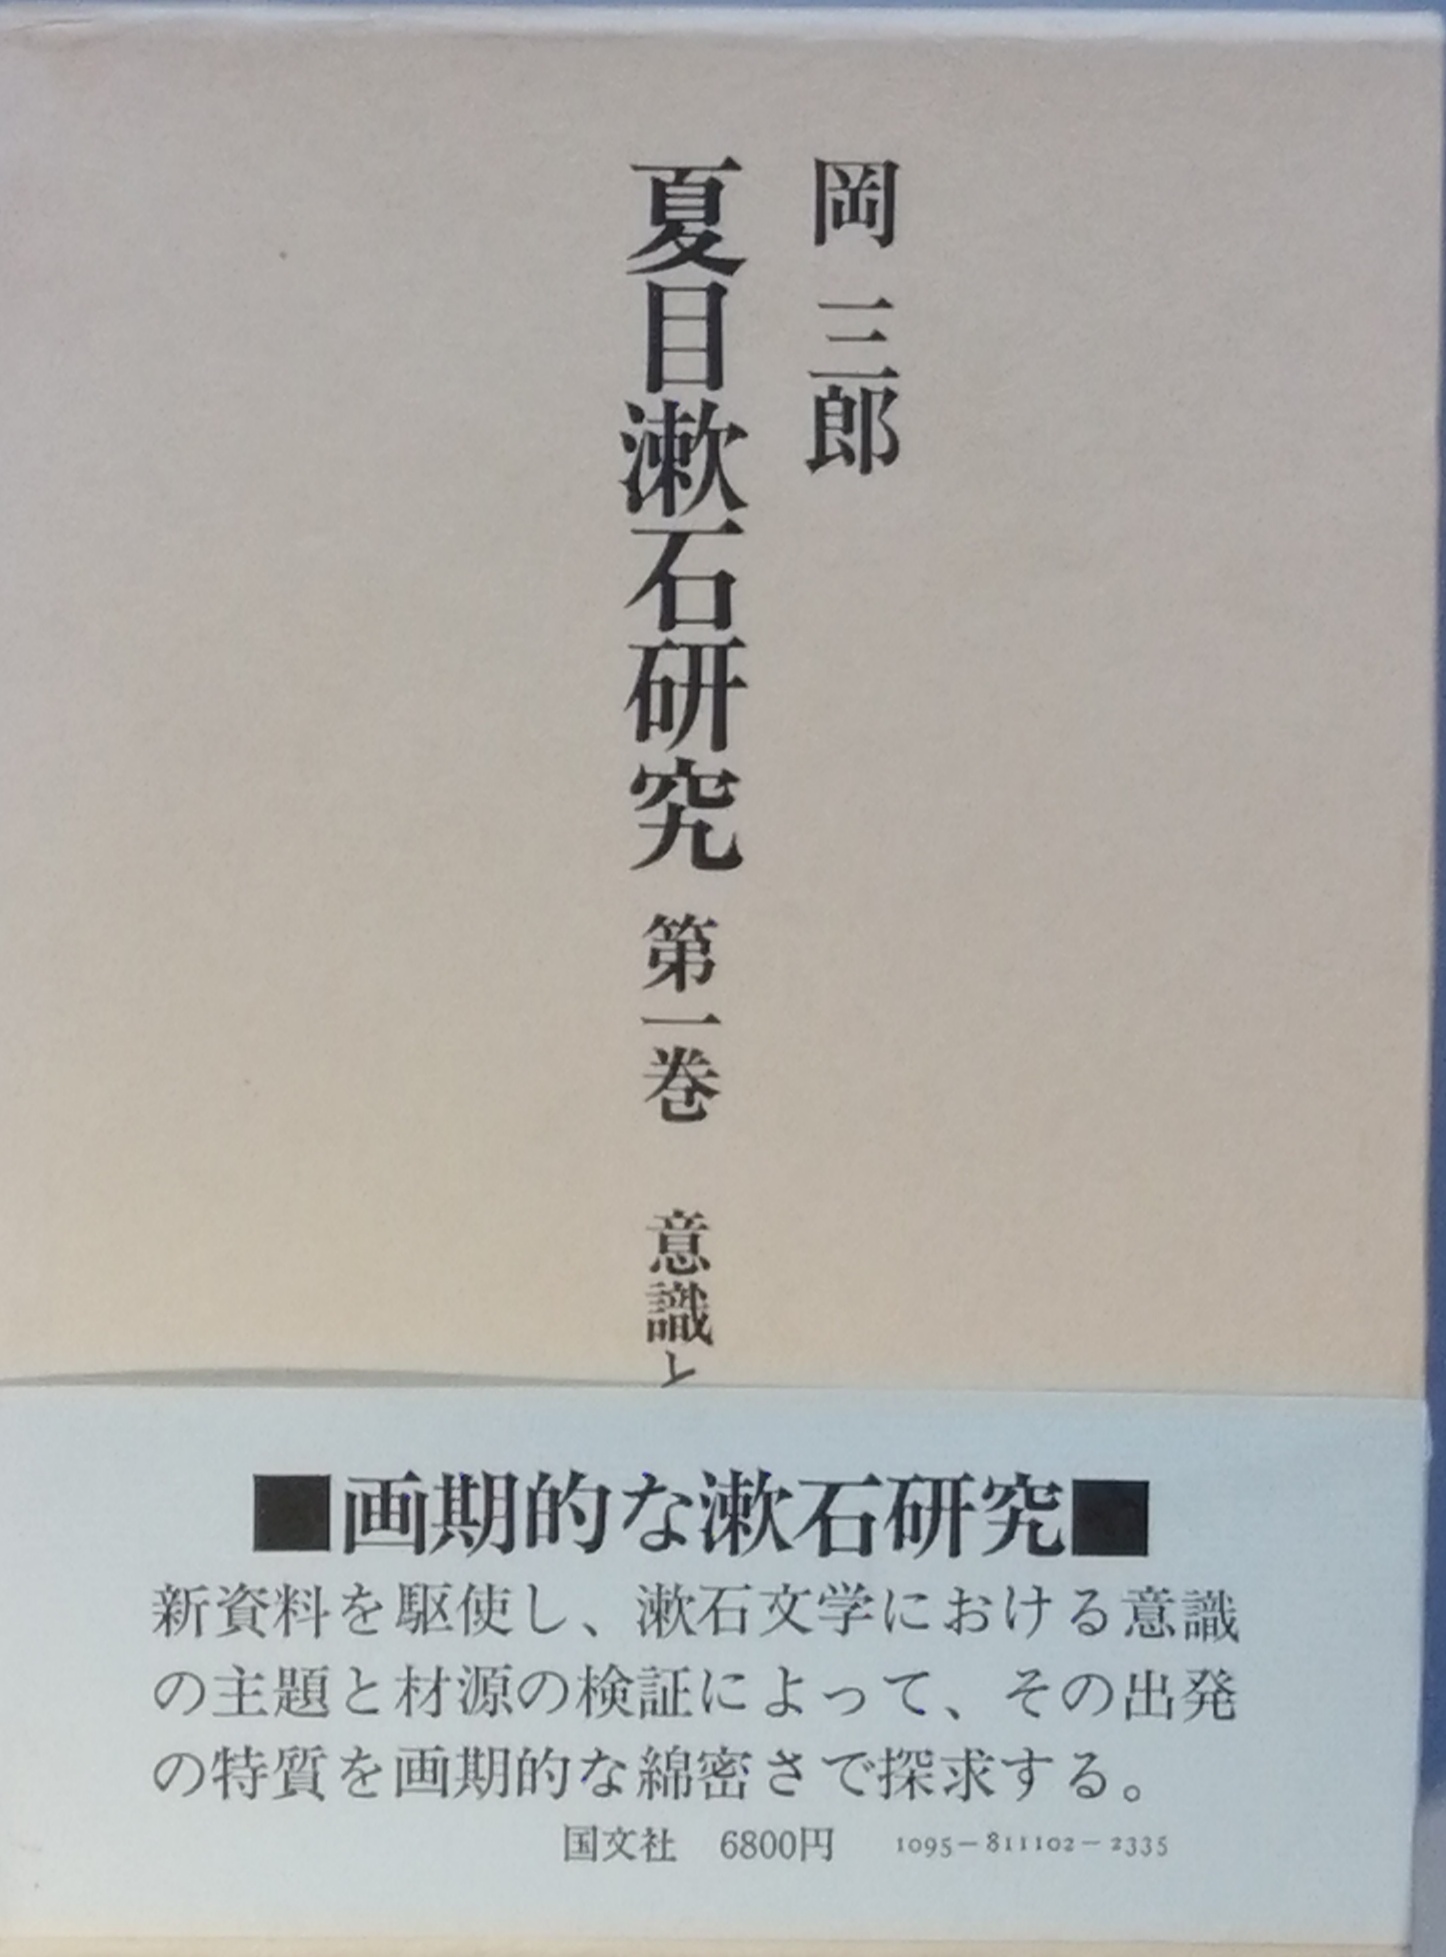 岡三郎
夏目漱石研究 第一巻 意識と
■画期的な漱石研究■
新資料を駆使し、漱石文学における意識
の主題と材源の検証によって、その出発
の特質を画期的な綿密さで探求する。
国文社 6800円 1095-811102-2335